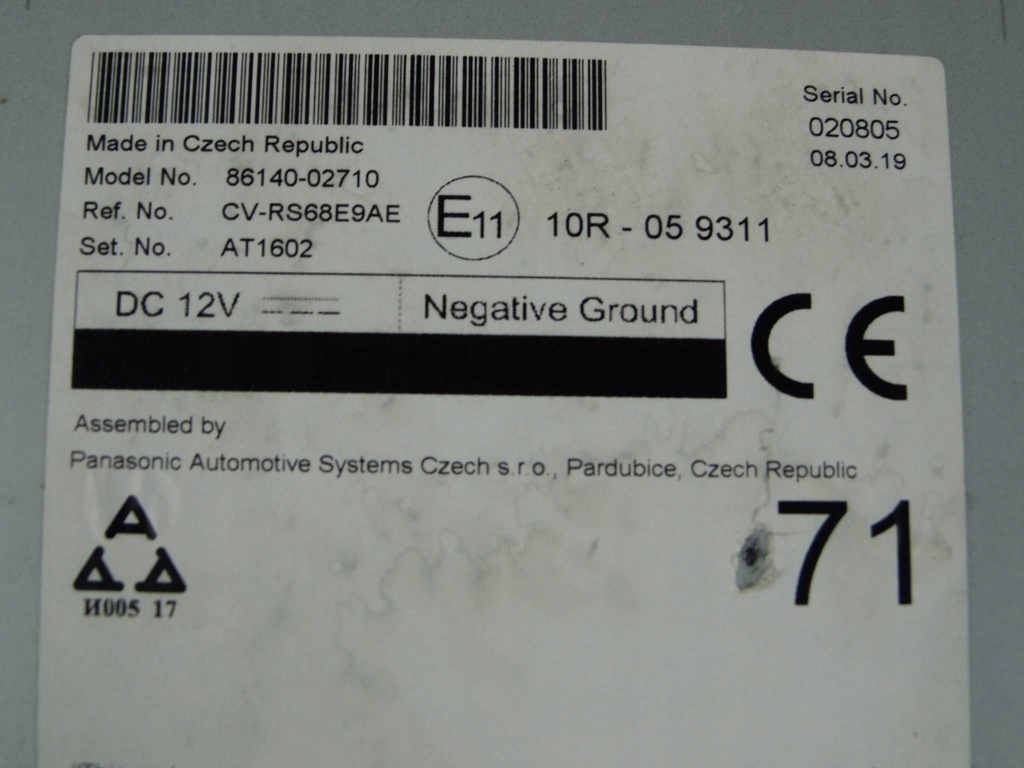 Serial No.
020805
08.03.19
Made in Czech Republic
Model No. 86140-02710
Ref. No. CV-RS68E9AE
Set. No. AT1602
E11 10R - 05 9311
DC 12V Negative Ground
CE
Assembled by
Panasonic Automotive Systems Czech s.r.o., Pardubice, Czech Republic
И005 17
71